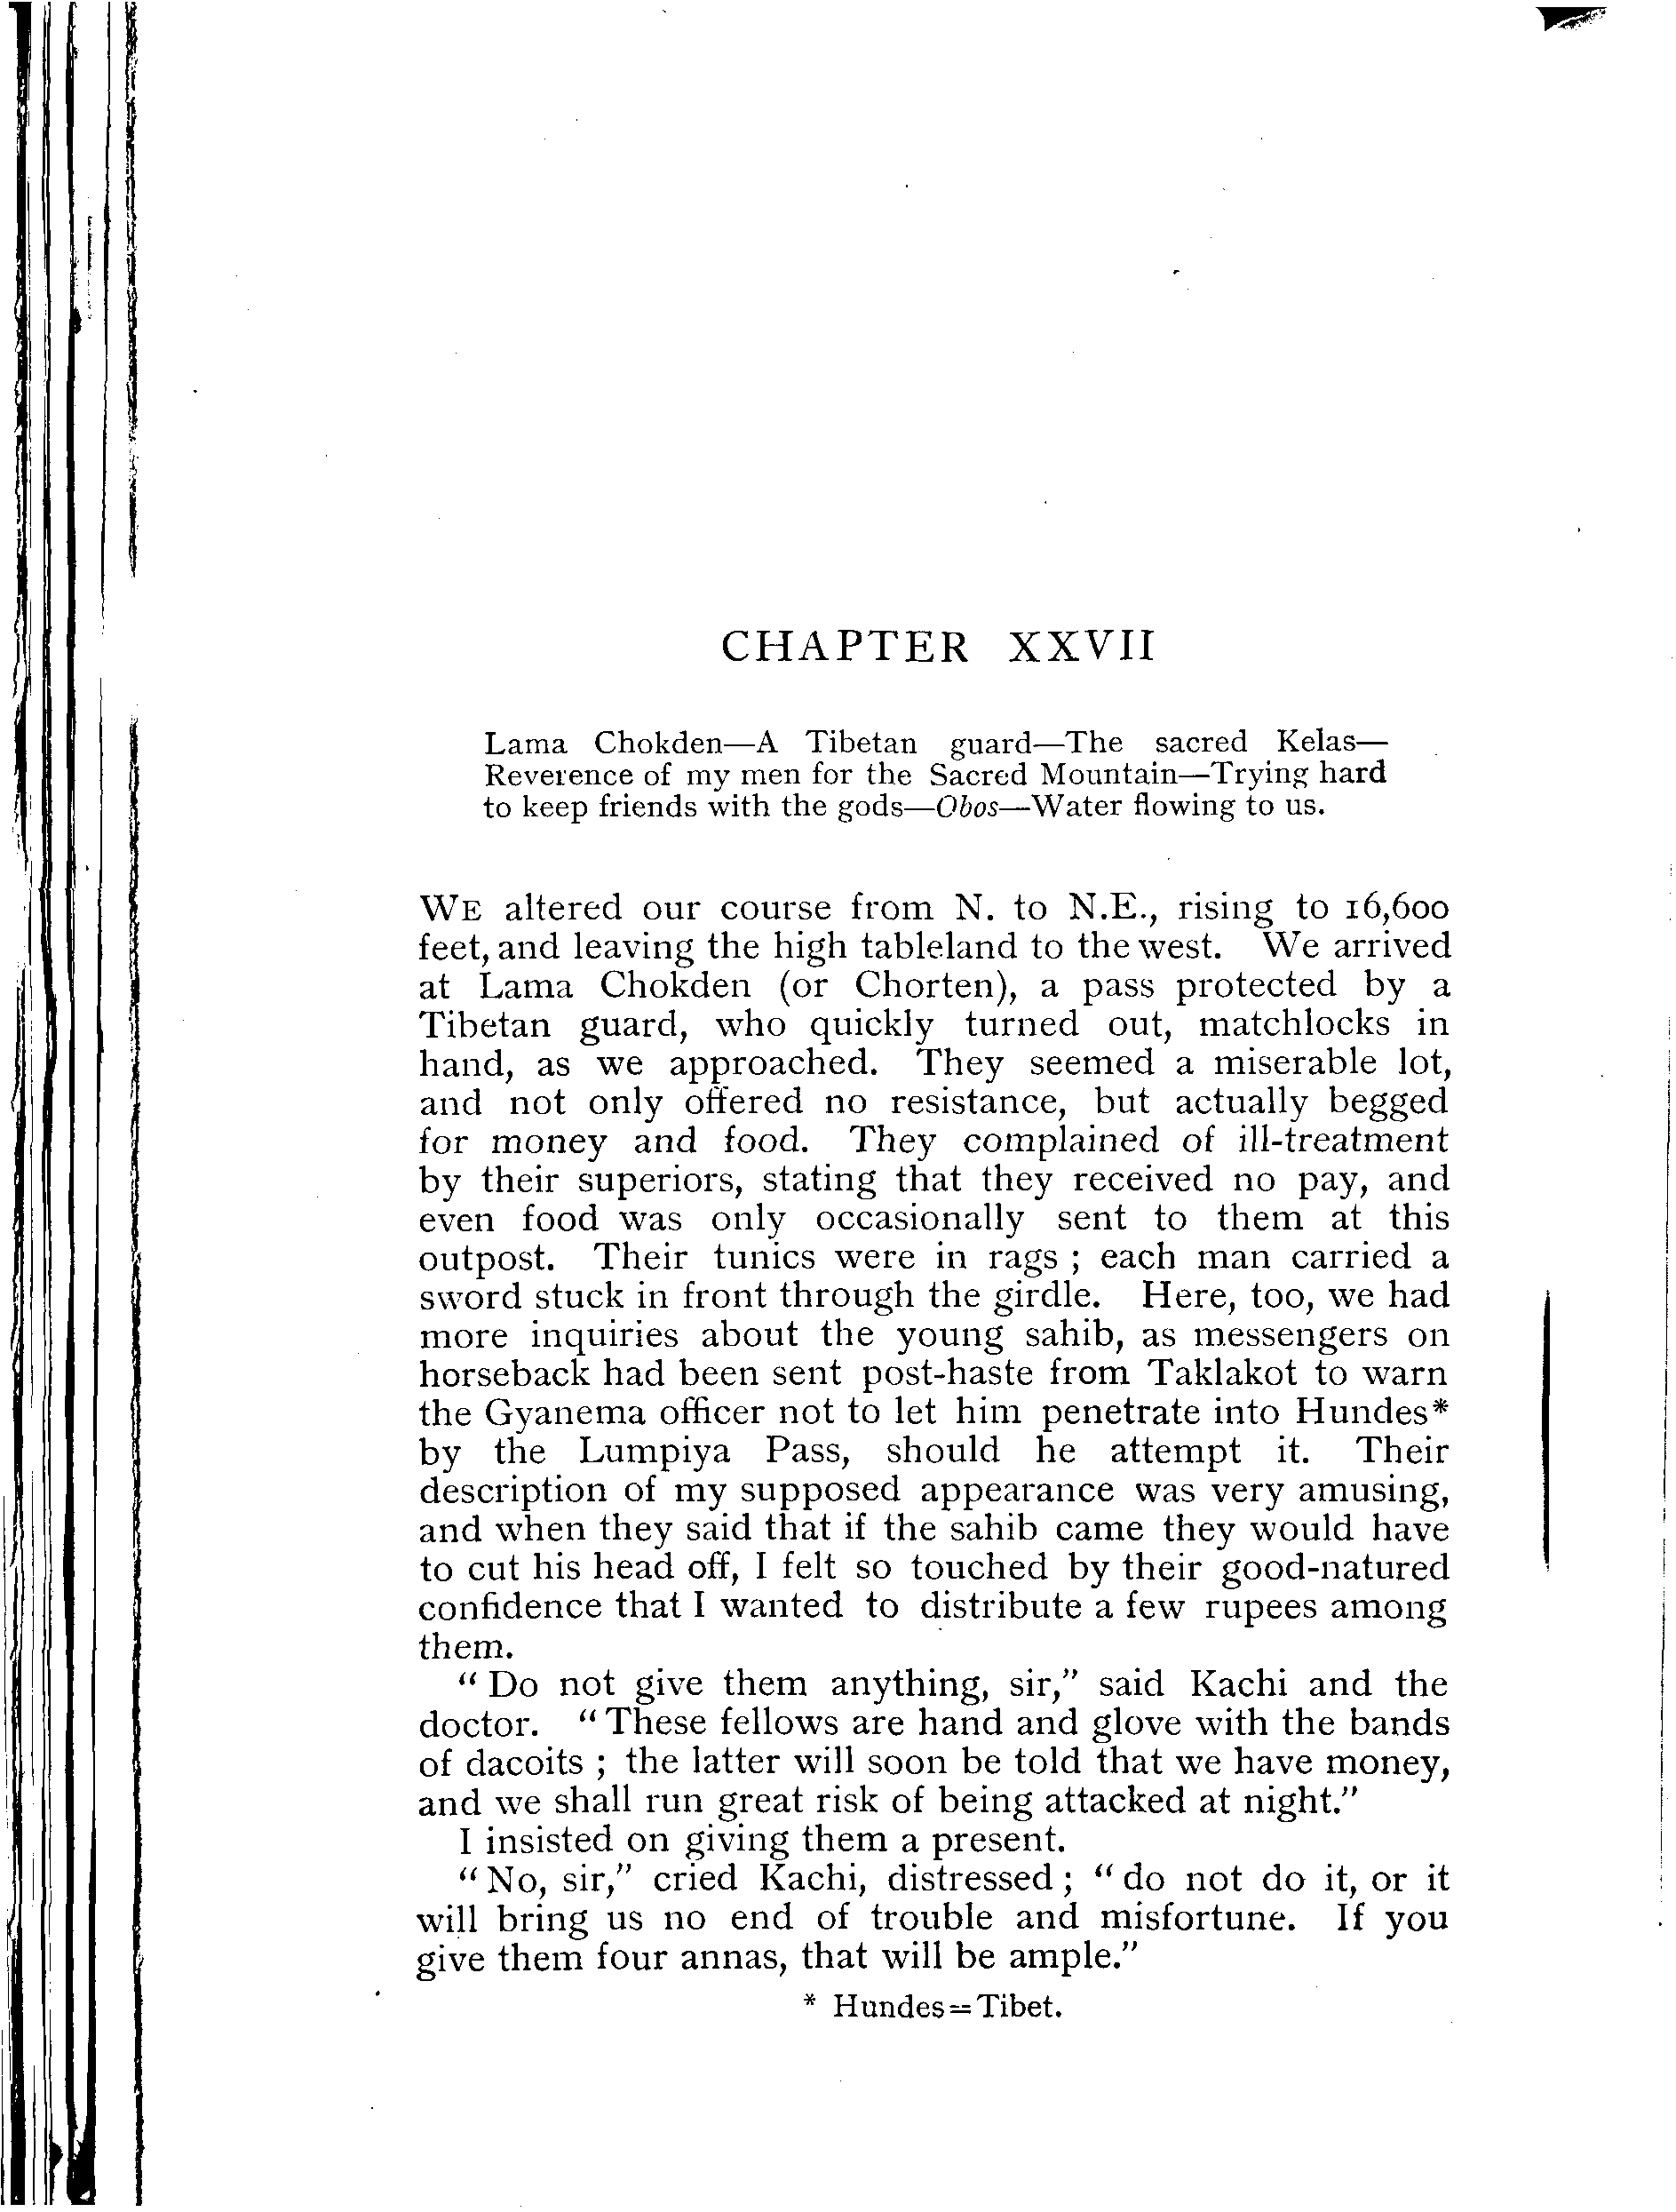 CHAPTER XXVII
Lama Chokden—A Tibetan guard—The sacred Kelas—
Reverence of my men for the Sacred Mountain—Trying hard
to keep friends with the gods—Obos—Water flowing to us.
WE altered our course from N. to N.E., rising to 16,600
feet, and leaving the high tableland to the west. We arrived
at Lama Chokden (or Chorten), a pass protected by a
Tibetan guard, who quickly turned out, matchlocks in
hand, as we approached. They seemed a miserable lot,
and not only offered no resistance, but actually begged
for money and food. They complained of ill-treatment
by their superiors, stating that they received no pay, and
even food was only occasionally sent to them at this
outpost. Their tunics were in rags ; each man carried a
sword stuck in front through the girdle. Here, too, we had
more inquiries about the young sahib, as messengers on
horseback had been sent post-haste from Taklakot to warn
the Gyanema officer not to let him penetrate into Hundes*
by the Lumpiya Pass, should he attempt it. Their
description of my supposed appearance was very amusing,
and when they said that if the sahib came they would have
to cut his head off, I felt so touched by their good-natured
confidence that I wanted to distribute a few rupees among
them.
“ Do not give them anything, sir,” said Kachi and the
doctor. “ These fellows are hand and glove with the bands
of dacoits ; the latter will soon be told that we have money,
and we shall run great risk of being attacked at night.”
I insisted on giving them a present.
“ No, sir,” cried Kachi, distressed ; “ do not do it, or it
will bring us no end of trouble and misfortune. If you
give them four annas, that will be ample.”
* Hundes = Tibet.